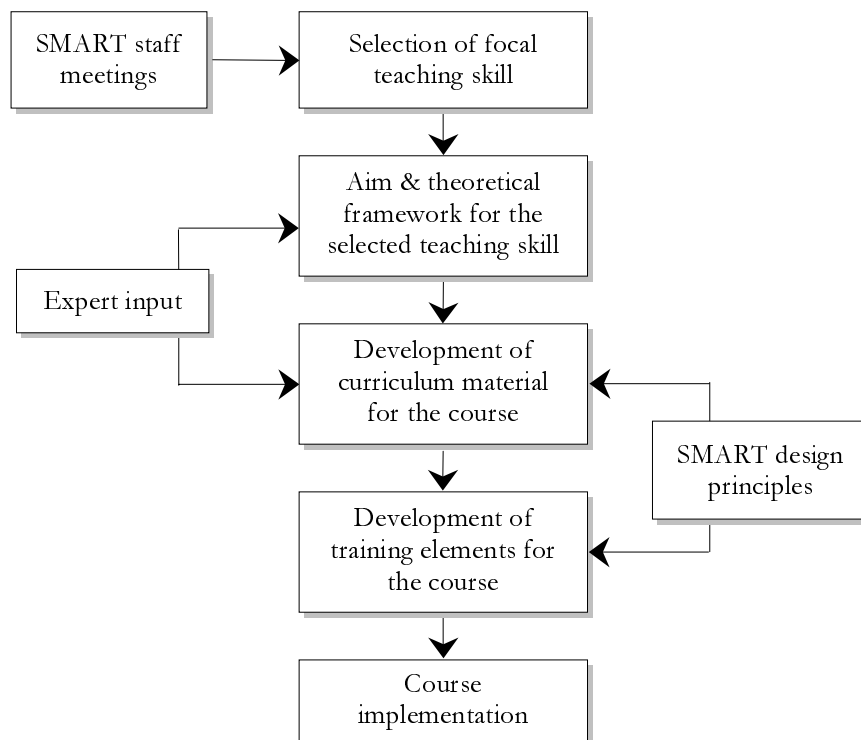 SMART staff
meetings
Selection of focal
teaching skill
Aim & theoretical
framework for the
selected teaching skill
Expert input
Development of
curriculum material
for the course
SMART design
principles
Development of
training elements for
the course
Course
implementation